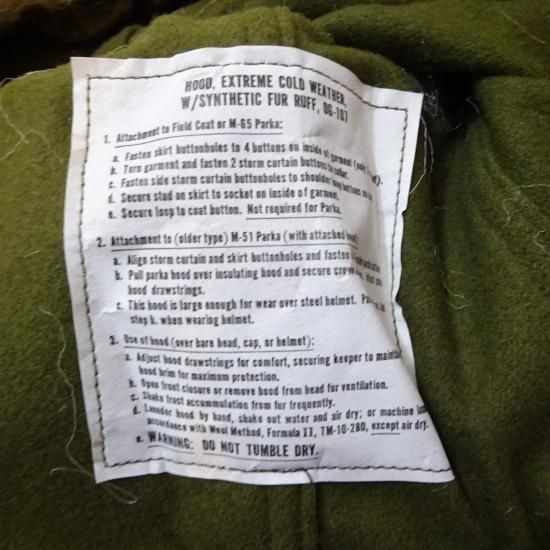 HOOD, EXTREME COLD WEATHER,
W/SYNTHETIC FUR RUFF, OG-107
1. Attachment to Field Coat or M-65 Parka:
a. Fasten skirt buttonholes to 4 buttons on inside of garment
b. Turn garment and fasten 2 storm curtain buttons to collar.
c. Fasten side storm curtain buttonholes to shoulder loop buttons on
d. Secure stud on skirt to socket on inside of garment.
e. Secure loop to coat button. Not required for Parka.
2. Attachment to (older type) M-51 Parka (with attached
a. Align storm curtain and skirt buttonholes and fasten
b. Pull parka hood over insulating hood and secure
hood drawstrings.
c. This hood is large enough for wear over steel helmet.
step b. when wearing helmet.
3. Use of hood (over bare head, cap, or helmet):
a. Adjust hood drawstrings for comfort, securing keeper to maintain
hood brim for maximum protection.
b. Open front closure or remove hood from head for ventilation.
c. Shake frost accumulation from fur frequently.
d. Launder hood by hand, shake out water and air dry; or machine
accordance with Wool Method, Formula II, TM-10-280, except air dry.
e. WARNING: DO NOT TUMBLE DRY.